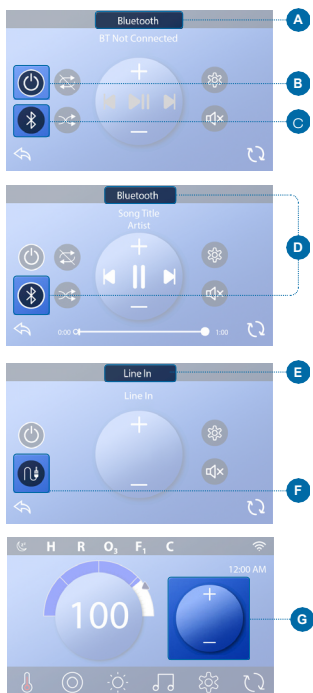 Bluetooth
A
BT Not Connected
B
C
Bluetooth
Song Title
Artist
D
0:00
1:00
Line In
E
Line In
F
H R O₃ F₁ C
12:00 AM
100
G